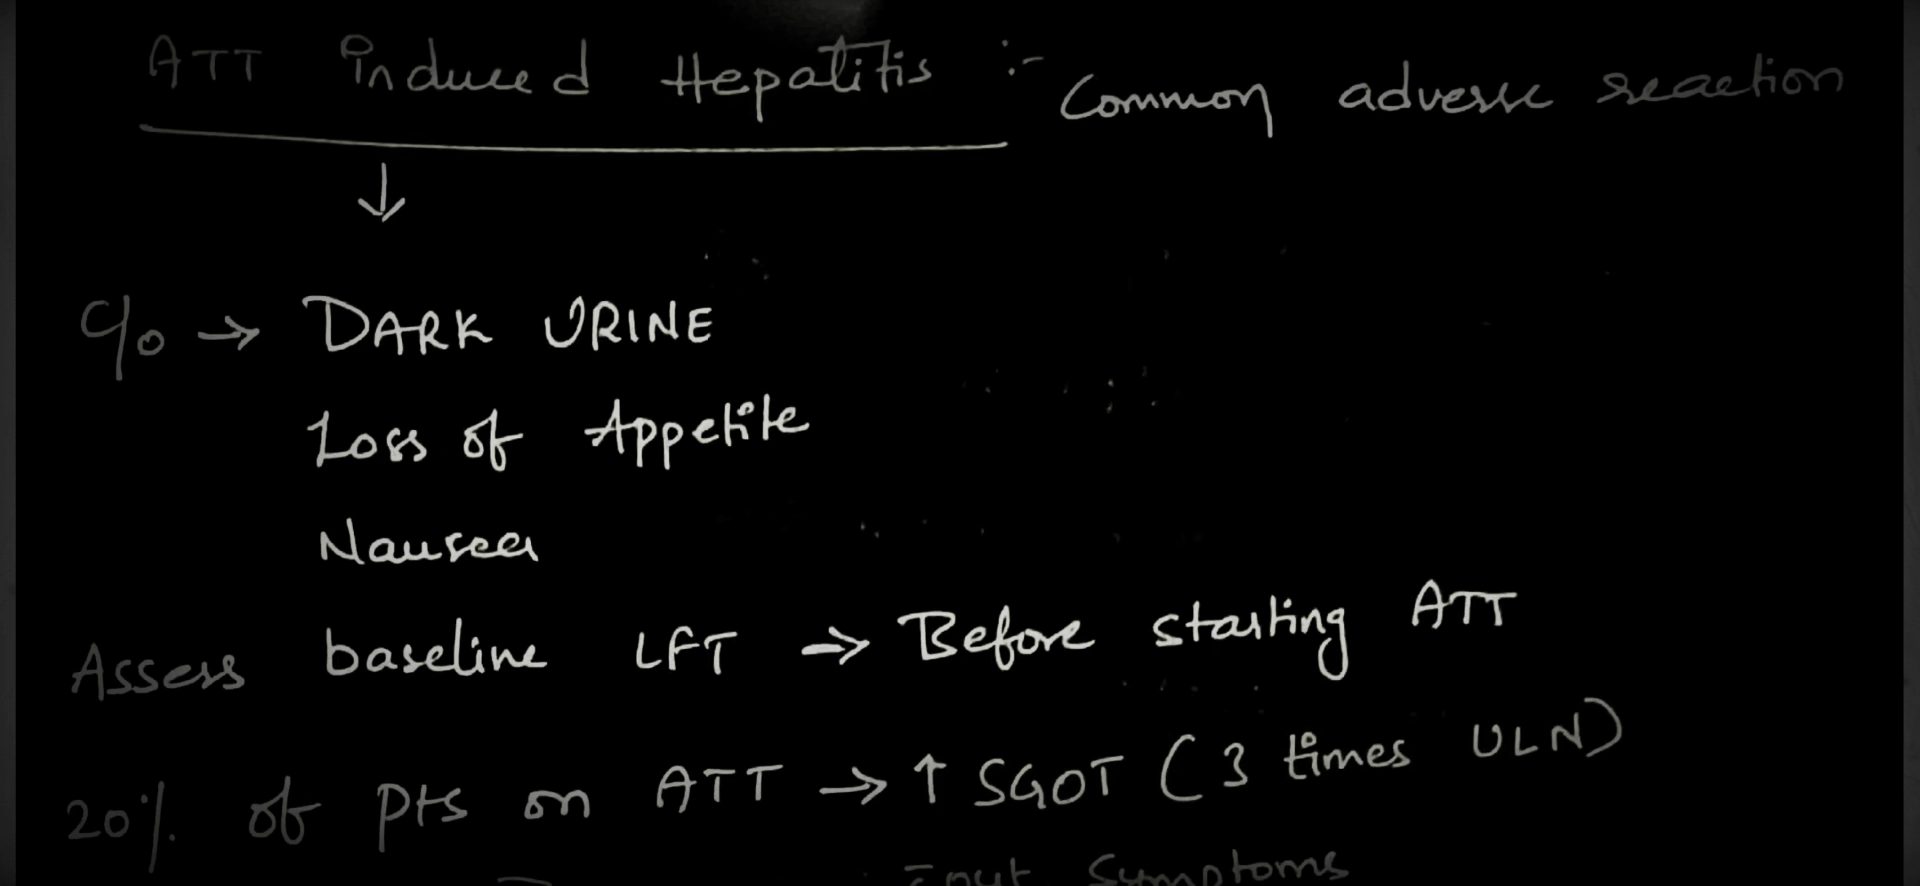 ATT induced Hepatitis :- Common adverse reaction
↓
c/o → DARK URINE
Loss of Appetite
Nausea
Assess baseline LFT → Before starting ATT
20% of pts on ATT → ↑ SGOT (3 times ULN)
Symptoms